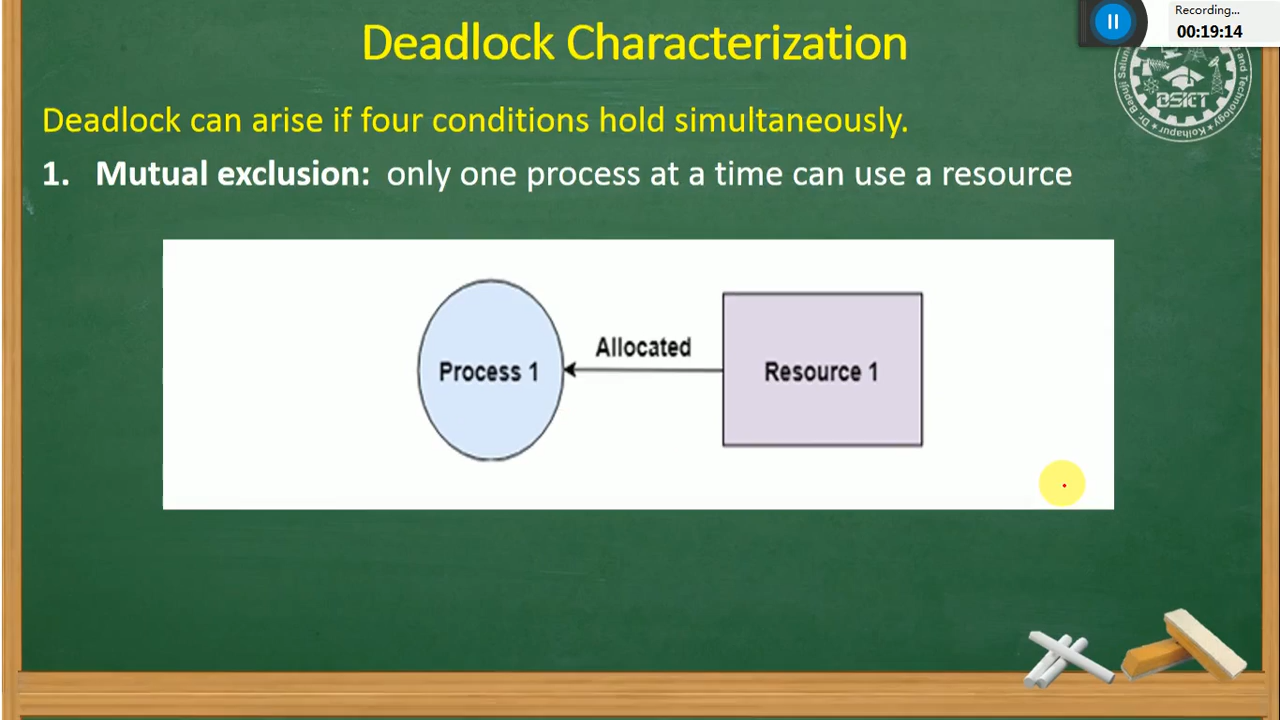 Deadlock Characterization
Recording...
00:19:14
Deadlock can arise if four conditions hold simultaneously.
1. Mutual exclusion: only one process at a time can use a resource
Process 1
Allocated
Resource 1